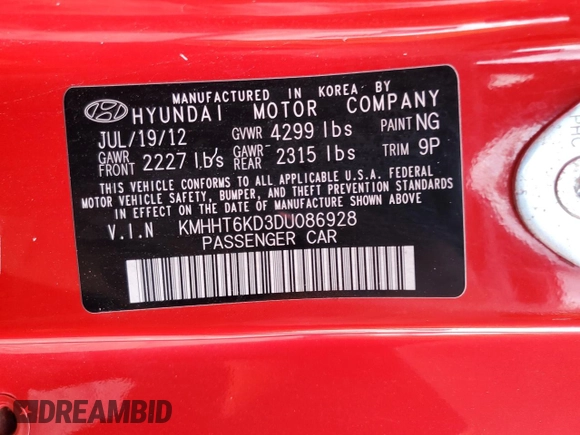 MANUFACTURED IN KOREA BY
HYUNDAI MOTOR COMPANY
JUL/19/12 GVWR 4299 lbs PAINT NG
GAWR FRONT 2227 lbs GAWR REAR 2315 lbs TRIM 9P
THIS VEHICLE CONFORMS TO ALL APPLICABLE U.S.A. FEDERAL
MOTOR VEHICLE SAFETY, BUMPER, AND THEFT PREVENTION STANDARDS
IN EFFECT ON THE DATE OF MANUFACTURE SHOWN ABOVE.
V.I.N KMHHT6KD3DU086928
PASSENGER CAR
DREAMBID